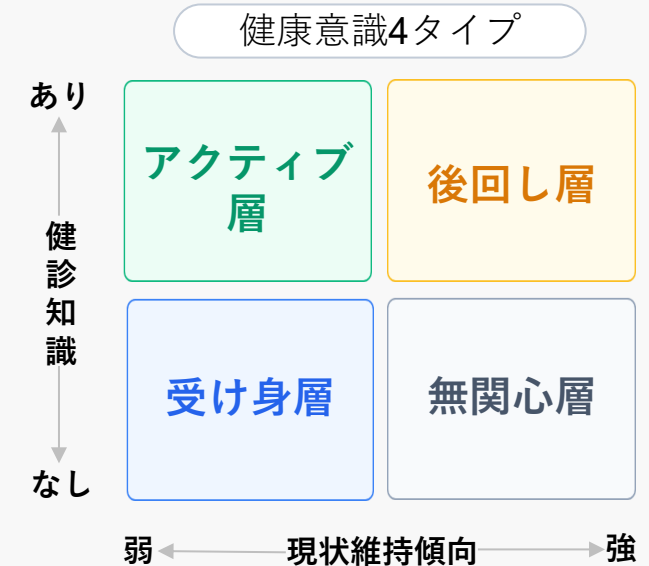 健康意識4タイプ
あり
アクティブ
層
後回し層
健診知識
受け身層
無関心層
なし
弱
現状維持傾向
強